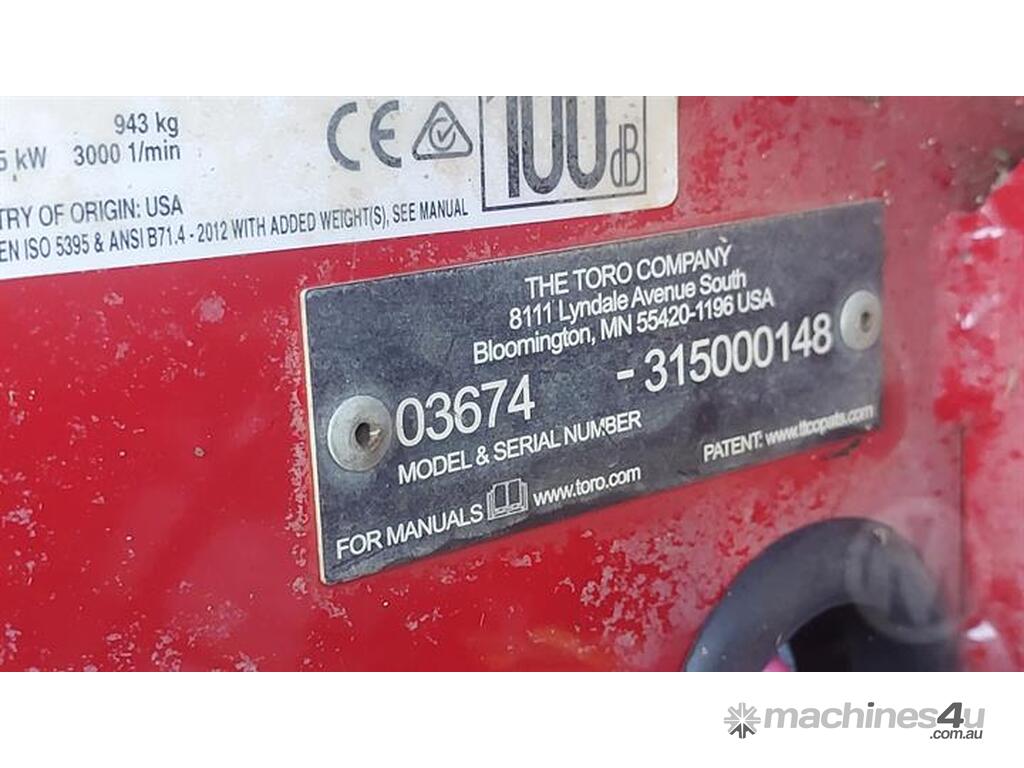 943 kg
5 kW 3000 1/min
CE
100 dB
TRY OF ORIGIN: USA
EN ISO 5395 & ANSI B71.4 - 2012 WITH ADDED WEIGHT(S), SEE MANUAL
THE TORO COMPANY
8111 Lyndale Avenue South
Bloomington, MN 55420-1196 USA
03674 - 315000148
MODEL & SERIAL NUMBER
PATENT: www.ttcopats.com
FOR MANUALS www.toro.com
machines4u
.com.au